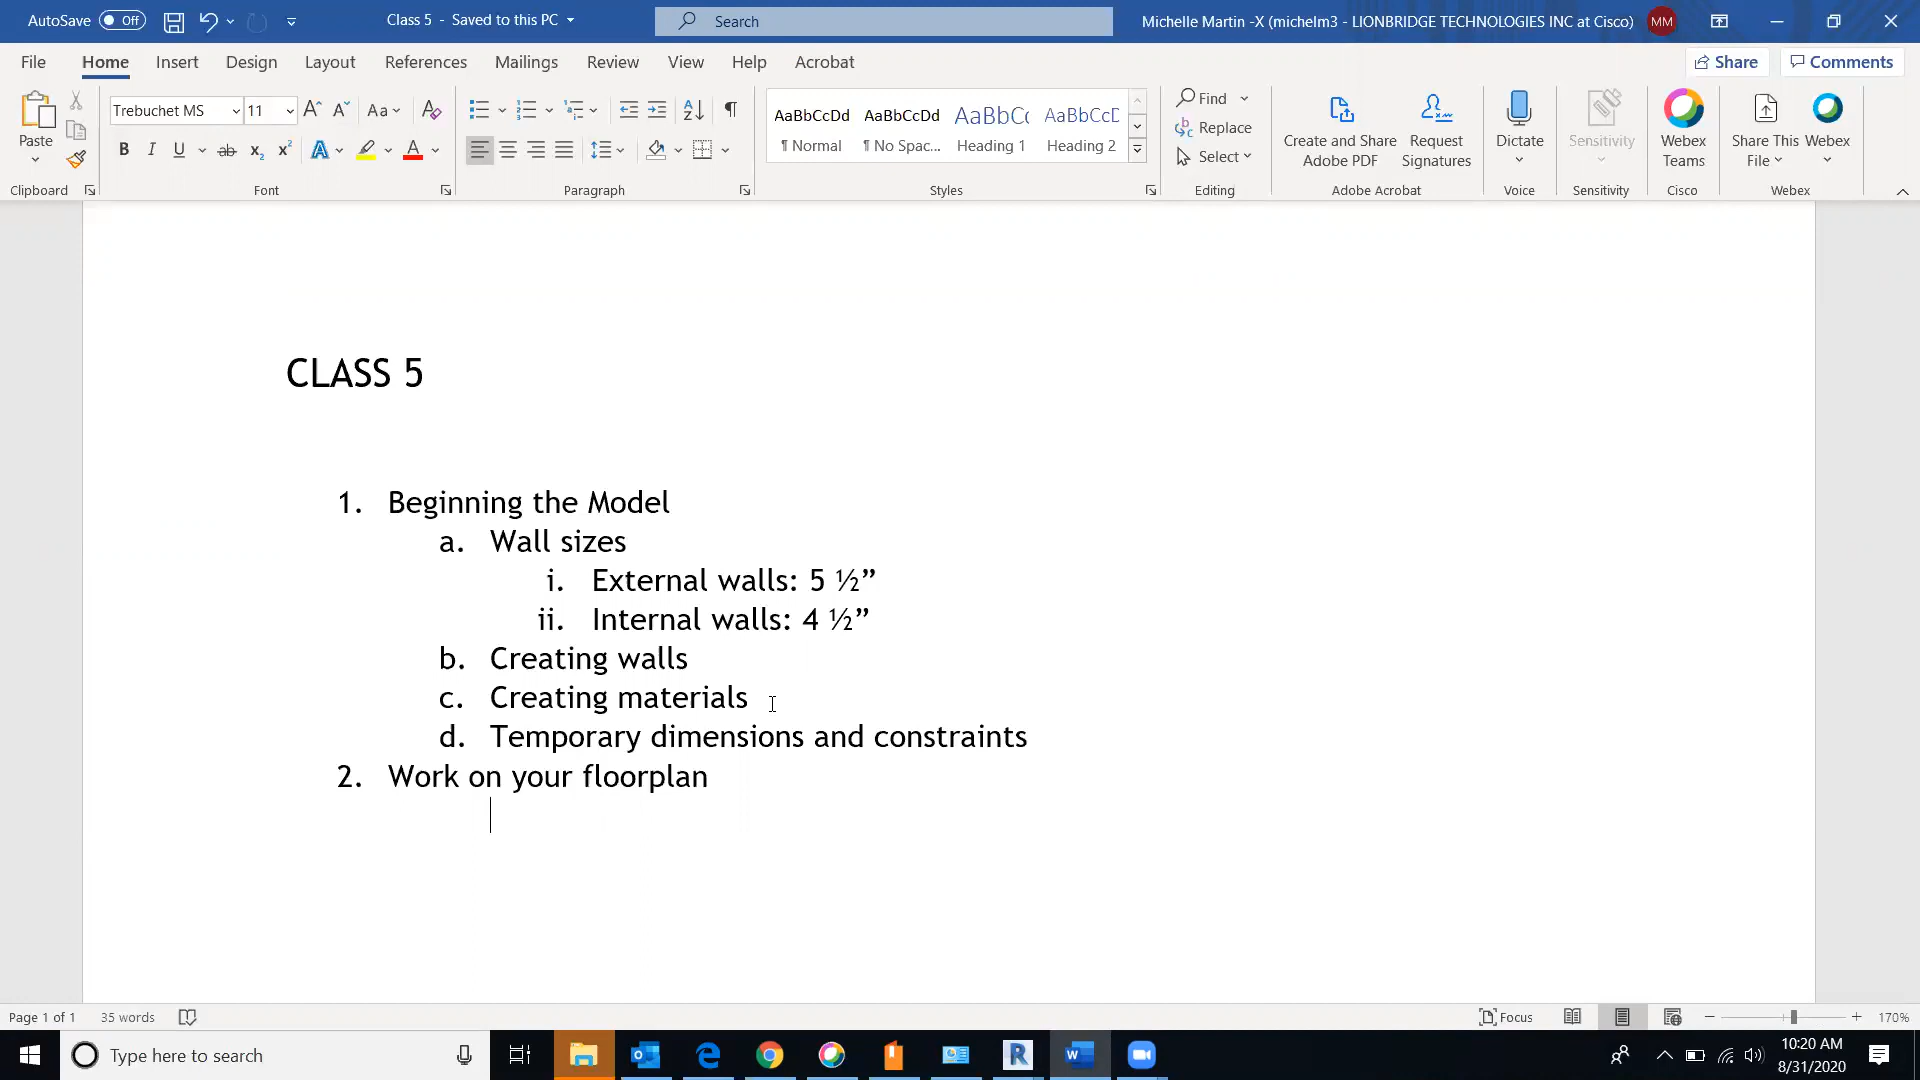 AutoSave Off Class 5 - Saved to this PC Search Michelle Martin -X (michelm3 - LIONBRIDGE TECHNOLOGIES INC at Cisco) MM
File Home Insert Design Layout References Mailings Review View Help Acrobat Share Comments
Trebuchet MS 11 Aa AaBbCcDd AaBbCcDd AaBbCc AaBbCcD Find
Paste ¶ Normal ¶ No Spac... Heading 1 Heading 2 Replace Create and Share Adobe PDF Request Signatures Dictate Sensitivity Webex Teams Share This File Webex
Select
Clipboard Font Paragraph Styles Editing Adobe Acrobat Voice Sensitivity Cisco Webex
CLASS 5
1. Beginning the Model
a. Wall sizes
i. External walls: 5 ½”
ii. Internal walls: 4 ½”
b. Creating walls
c. Creating materials
d. Temporary dimensions and constraints
2. Work on your floorplan
Page 1 of 1 35 words Focus 170%
Type here to search 10:20 AM
8/31/2020